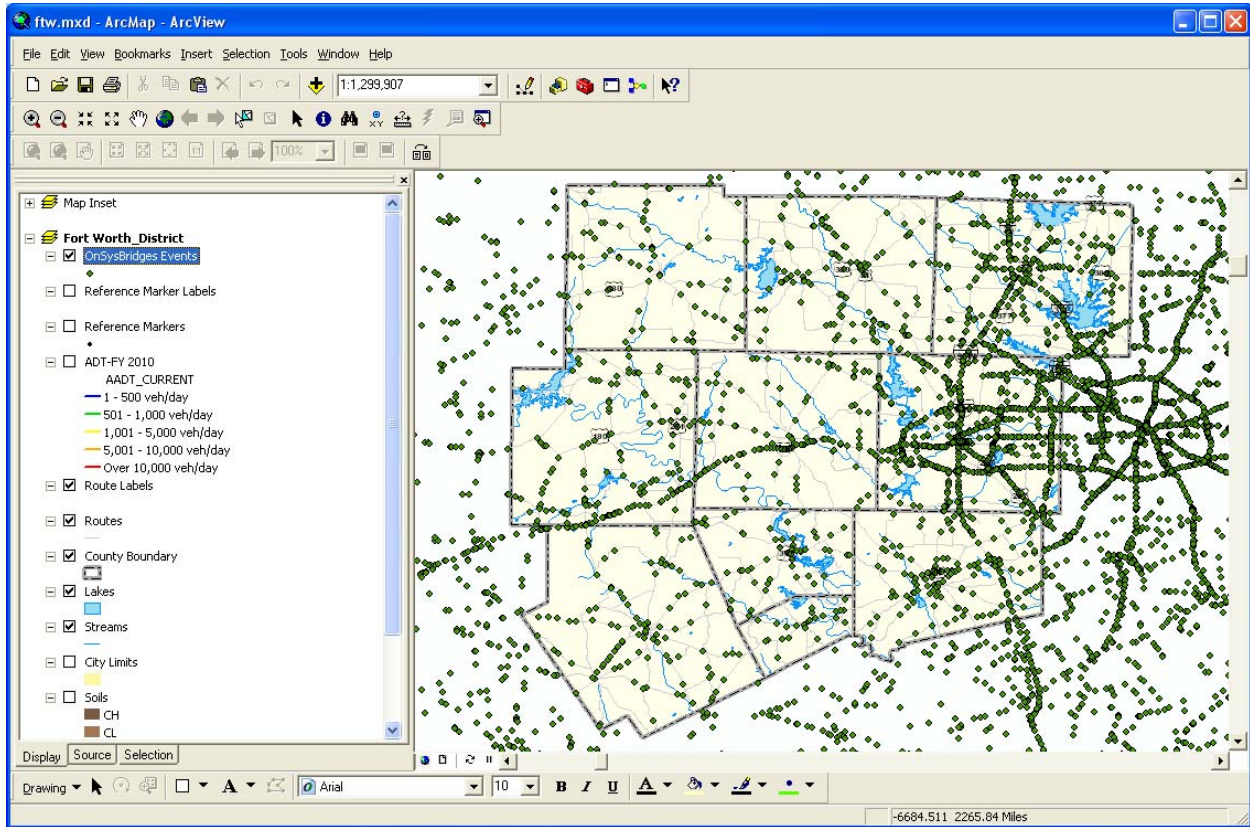 ftw.mxd - ArcMap - ArcView
File Edit View Bookmarks Insert Selection Tools Window Help
1:1,299,907
100%
Map Inset
Fort Worth_District
OnSysBridges Events
Reference Marker Labels
Reference Markers
ADT-FY 2010
AADT_CURRENT
1 - 500 veh/day
501 - 1,000 veh/day
1,001 - 5,000 veh/day
5,001 - 10,000 veh/day
Over 10,000 veh/day
Route Labels
Routes
County Boundary
Lakes
Streams
City Limits
Soils
CH
CL
Display Source Selection
380
377
180
Drawing A Arial 10 B I U A
-6684.511 2265.84 Miles